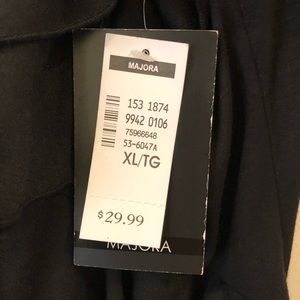 MAJORA
153 1874
9942 0106
75966648
53-6047A
XL/TG
$29.99
MAJORA